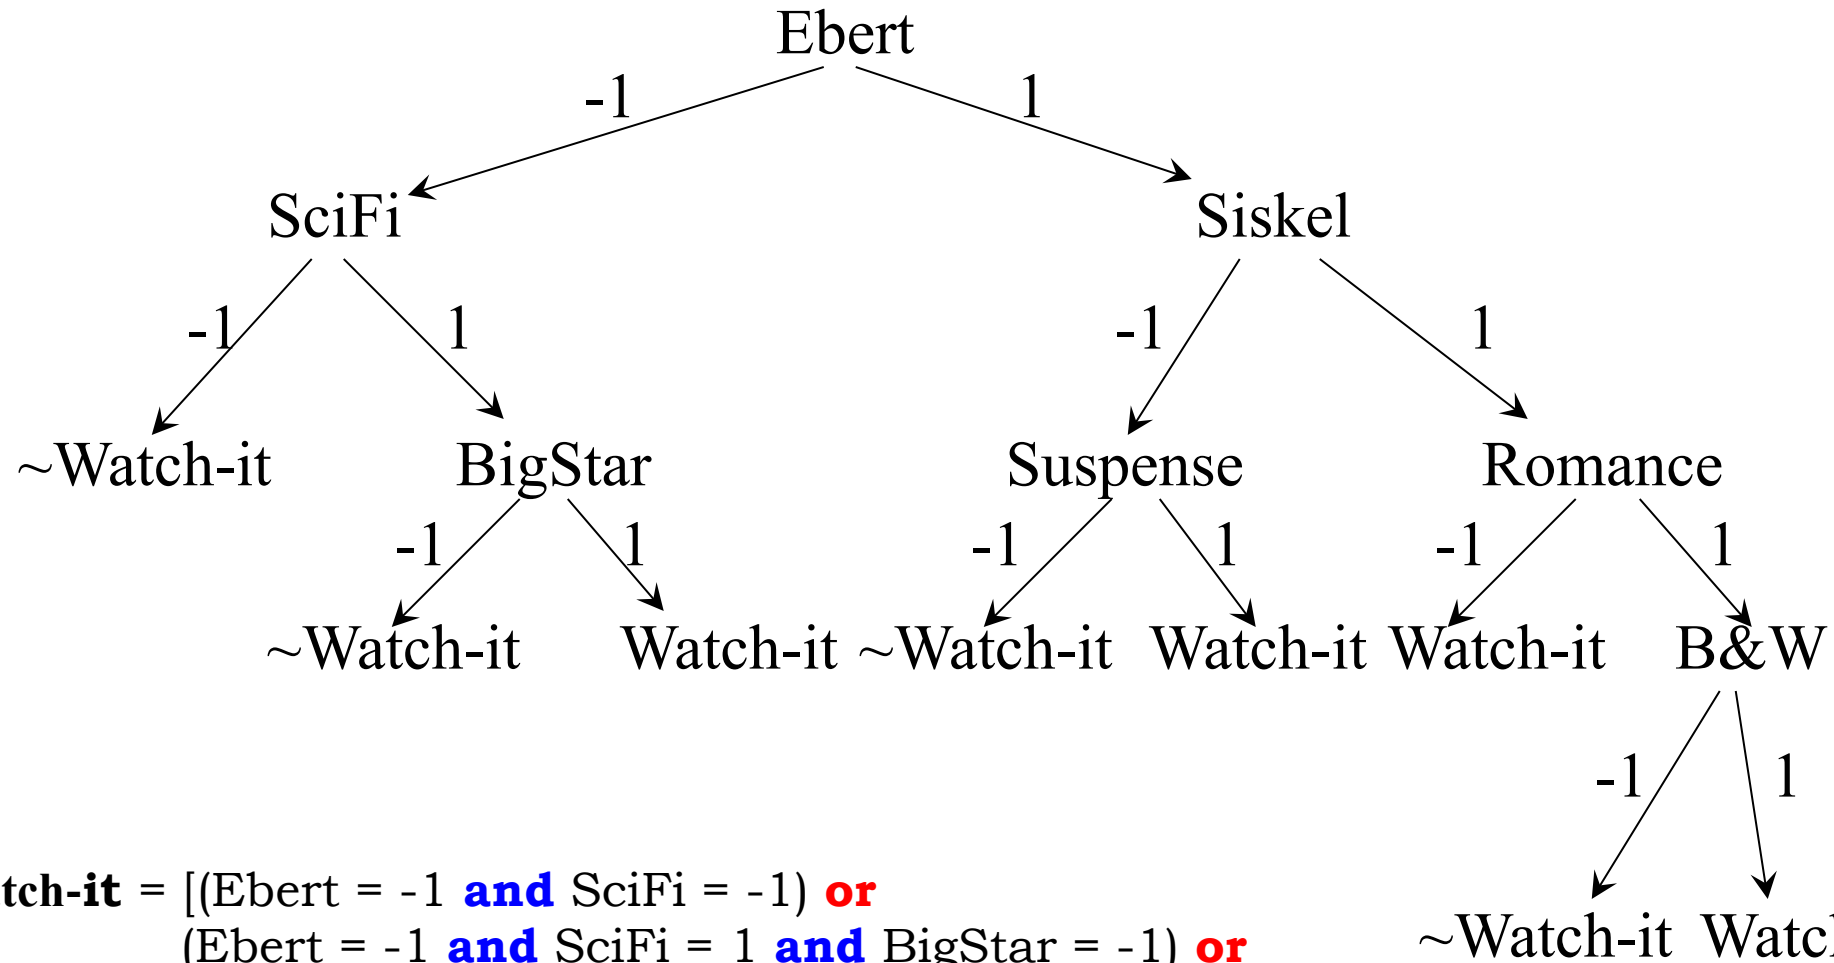 Ebert
-1 1
SciFi Siskel
-1 1 -1 1
~Watch-it BigStar Suspense Romance
-1 1 -1 1 -1 1
~Watch-it Watch-it ~Watch-it Watch-it Watch-it B&W
-1 1
tch-it = [(Ebert = -1 and SciFi = -1) or
(Ebert = -1 and SciFi = 1 and BigStar = -1) or
~Watch-it Watc